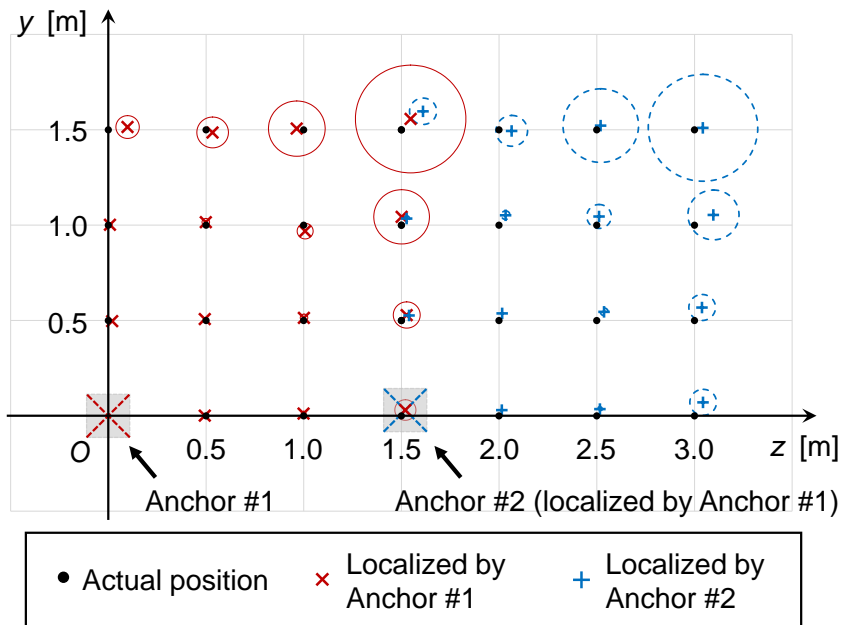 y [m]
1.5
1.0
0.5
O 0.5 1.0 1.5 2.0 2.5 3.0 z [m]
Anchor #1 Anchor #2 (localized by Anchor #1)
Actual position
Localized by
Anchor #1
Localized by
Anchor #2